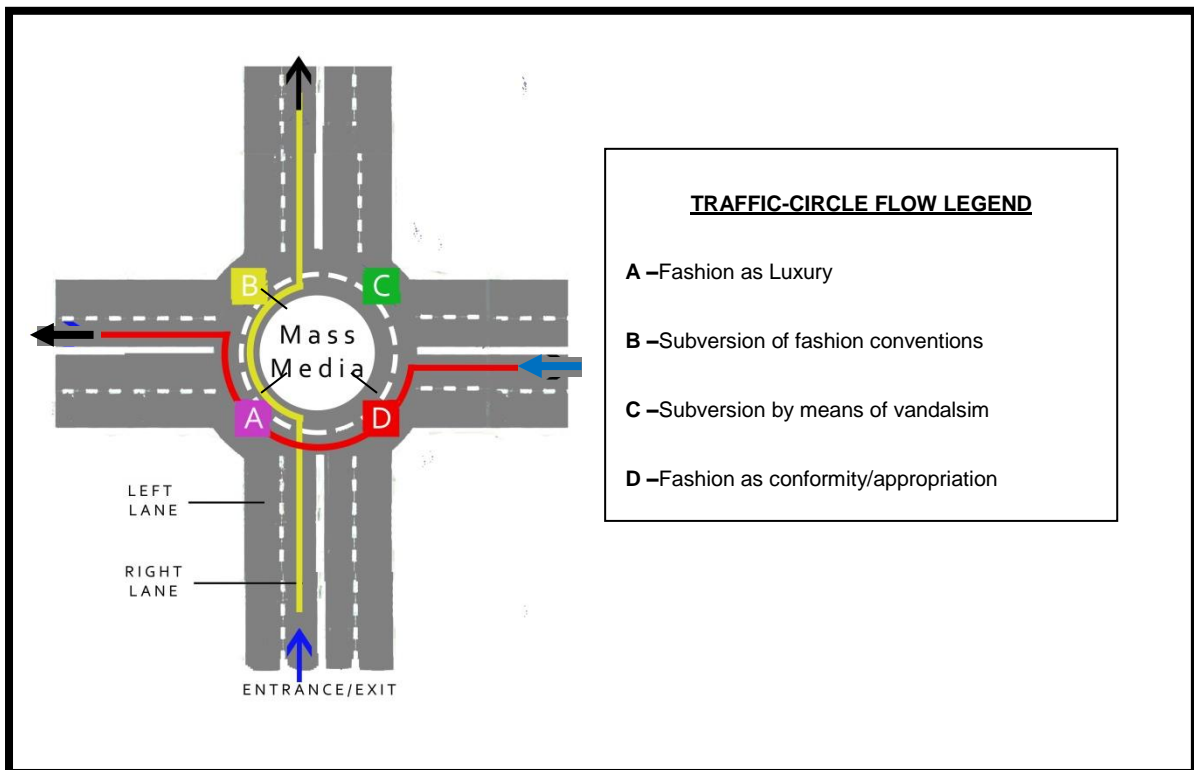 B
C
Mass
Media
A
D
LEFT
LANE
RIGHT
LANE
ENTRANCE/EXIT
TRAFFIC-CIRCLE FLOW LEGEND
A –Fashion as Luxury
B –Subversion of fashion conventions
C –Subversion by means of vandalsim
D –Fashion as conformity/appropriation